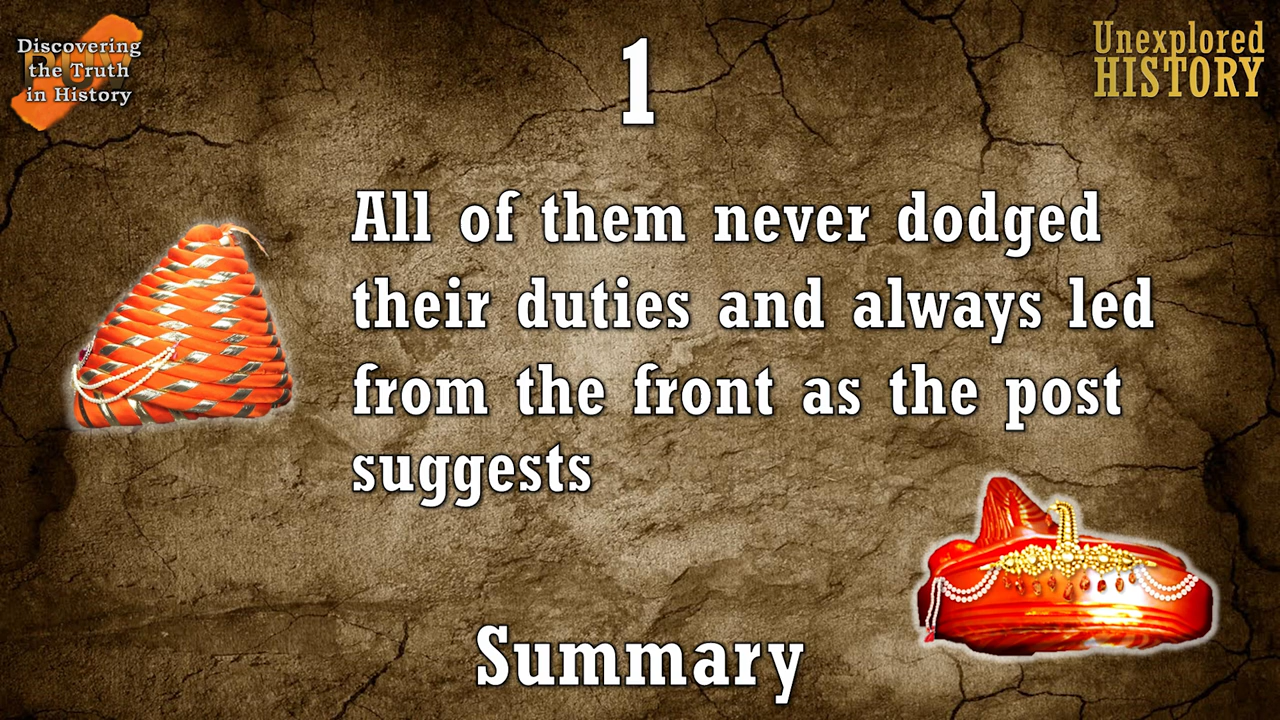 Discovering
the Truth
in History
1
Unexplored
HISTORY
All of them never dodged
their duties and always led
from the front as the post
suggests
Summary